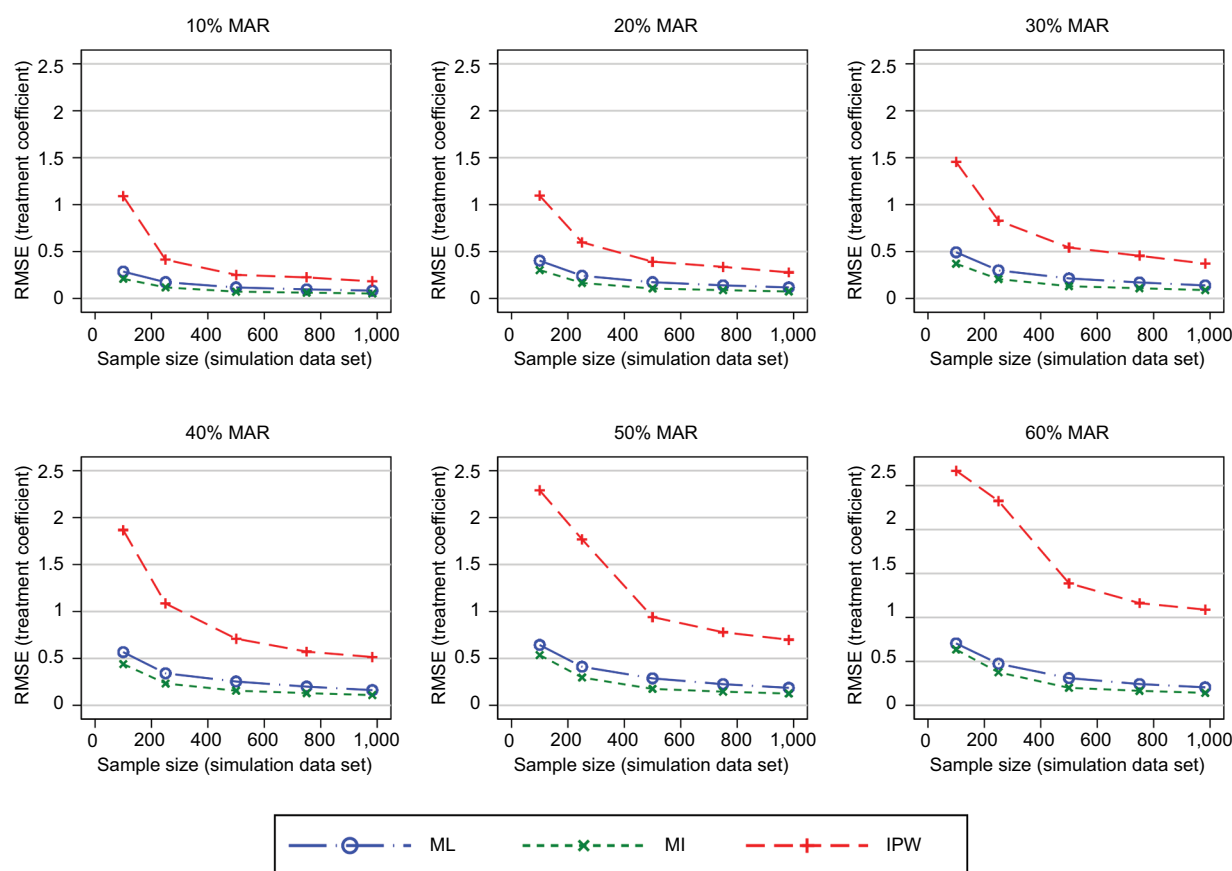 10% MAR
20% MAR
30% MAR
RMSE (treatment coefficient)
2.5
2
1.5
1
0.5
0
0 200 400 600 800 1,000
Sample size (simulation data set)
RMSE (treatment coefficient)
2.5
2
1.5
1
0.5
0
0 200 400 600 800 1,000
Sample size (simulation data set)
RMSE (treatment coefficient)
2.5
2
1.5
1
0.5
0
0 200 400 600 800 1,000
Sample size (simulation data set)
40% MAR
50% MAR
60% MAR
RMSE (treatment coefficient)
2.5
2
1.5
1
0.5
0
0 200 400 600 800 1,000
Sample size (simulation data set)
RMSE (treatment coefficient)
2.5
2
1.5
1
0.5
0
0 200 400 600 800 1,000
Sample size (simulation data set)
RMSE (treatment coefficient)
2.5
2
1.5
1
0.5
0
0 200 400 600 800 1,000
Sample size (simulation data set)
ML MI IPW